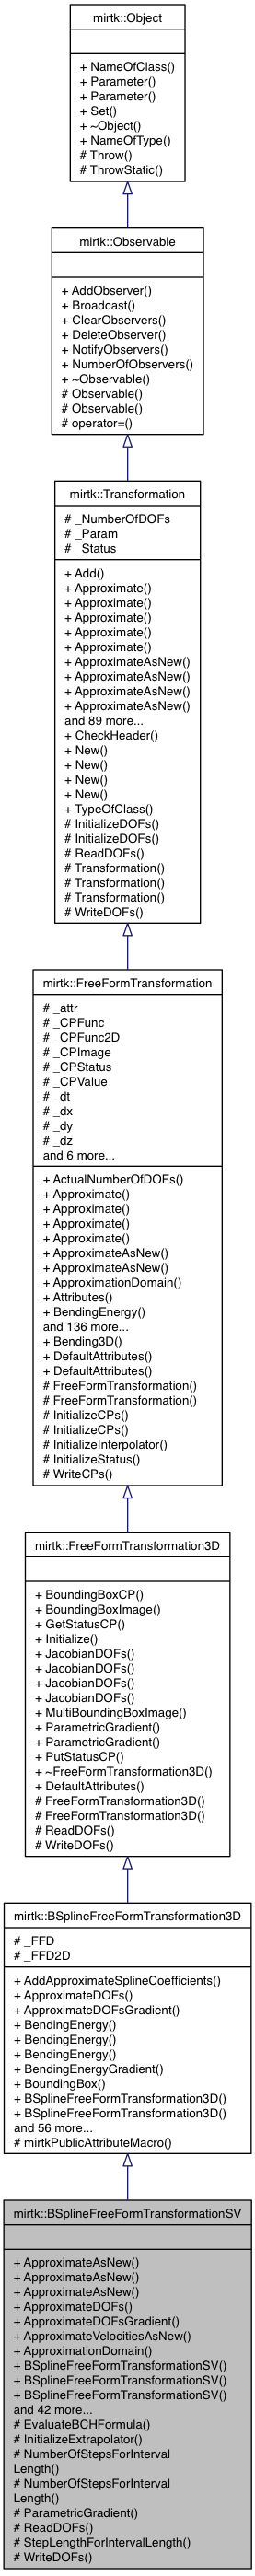 mirtk::Object
+ NameOfClass()
+ Parameter()
+ Parameter()
+ Set()
+ ~Object()
+ NameOfType()
# Throw()
# ThrowStatic()
mirtk::Observable
+ AddObserver()
+ Broadcast()
+ ClearObservers()
+ DeleteObserver()
+ NotifyObservers()
+ NumberOfObservers()
+ ~Observable()
# Observable()
# Observable()
# operator=()
mirtk::Transformation
# _NumberOfDOFs
# _Param
# _Status
+ Add()
+ Approximate()
+ Approximate()
+ Approximate()
+ Approximate()
+ Approximate()
+ ApproximateAsNew()
+ ApproximateAsNew()
+ ApproximateAsNew()
+ ApproximateAsNew()
and 89 more...
+ CheckHeader()
+ New()
+ New()
+ New()
+ New()
+ TypeOfClass()
# InitializeDOFs()
# InitializeDOFs()
# ReadDOFs()
# Transformation()
# Transformation()
# Transformation()
# WriteDOFs()
mirtk::FreeFormTransformation
# _attr
# _CPFunc
# _CPFunc2D
# _CPImage
# _CPStatus
# _CPValue
# _dt
# _dx
# _dy
# _dz
and 6 more...
+ ActualNumberOfDOFs()
+ Approximate()
+ Approximate()
+ Approximate()
+ Approximate()
+ ApproximateAsNew()
+ ApproximateAsNew()
+ ApproximationDomain()
+ Attributes()
+ BendingEnergy()
and 136 more...
+ Bending3D()
+ DefaultAttributes()
+ DefaultAttributes()
# FreeFormTransformation()
# FreeFormTransformation()
# InitializeCPs()
# InitializeCPs()
# InitializeInterpolator()
# InitializeStatus()
# WriteCPs()
mirtk::FreeFormTransformation3D
+ BoundingBoxCP()
+ BoundingBoxImage()
+ GetStatusCP()
+ Initialize()
+ JacobianDOFs()
+ JacobianDOFs()
+ JacobianDOFs()
+ JacobianDOFs()
+ MultiBoundingBoxImage()
+ ParametricGradient()
+ ParametricGradient()
+ PutStatusCP()
+ ~FreeFormTransformation3D()
+ DefaultAttributes()
# FreeFormTransformation3D()
# FreeFormTransformation3D()
# ReadDOFs()
# WriteDOFs()
mirtk::BSplineFreeFormTransformation3D
# _FFD
# _FFD2D
+ AddApproximateSplineCoefficients()
+ ApproximateDOFs()
+ ApproximateDOFsGradient()
+ BendingEnergy()
+ BendingEnergy()
+ BendingEnergy()
+ BendingEnergyGradient()
+ BoundingBox()
+ BSplineFreeFormTransformation3D()
+ BSplineFreeFormTransformation3D()
and 56 more...
# mirtkPublicAttributeMacro()
mirtk::BSplineFreeFormTransformationSV
+ ApproximateAsNew()
+ ApproximateAsNew()
+ ApproximateAsNew()
+ ApproximateDOFs()
+ ApproximateDOFsGradient()
+ ApproximateVelocitiesAsNew()
+ ApproximationDomain()
+ BSplineFreeFormTransformationSV()
+ BSplineFreeFormTransformationSV()
+ BSplineFreeFormTransformationSV()
and 42 more...
# EvaluateBCHFormula()
# InitializeExtrapolator()
# NumberOfStepsForInterval
Length()
# NumberOfStepsForInterval
Length()
# ParametricGradient()
# ReadDOFs()
# StepLengthForIntervalLength()
# WriteDOFs()